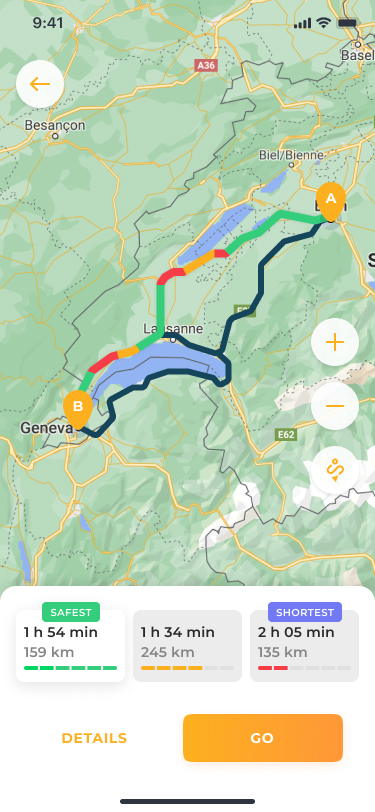 9:41
A36
Basel
Besançon
Biel/Bienne
A
Lausanne
B
Geneva
E62
SAFEST
SHORTEST
1 h 54 min
1 h 34 min
2 h 05 min
159 km
245 km
135 km
DETAILS
GO